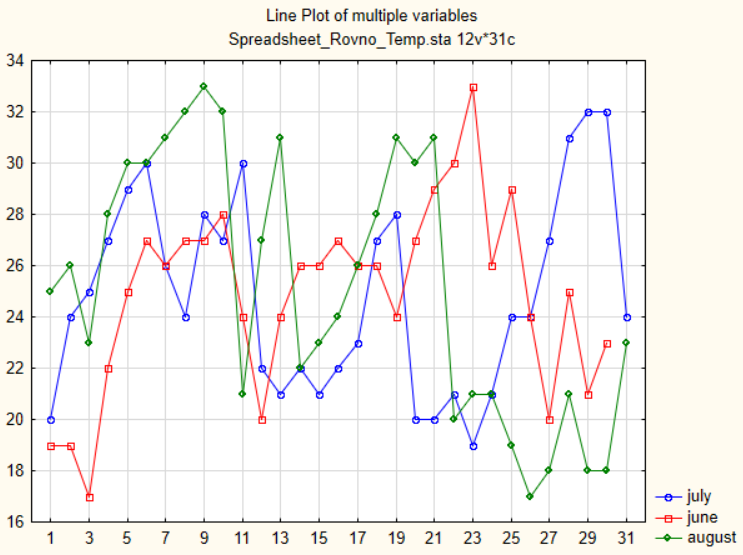 Line Plot of multiple variables
Spreadsheet_Rovno_Temp.sta 12v*31c
34
32
30
28
26
24
22
20
18
16
1 3 5 7 9 11 13 15 17 19 21 23 25 27 29 31
july
june
august